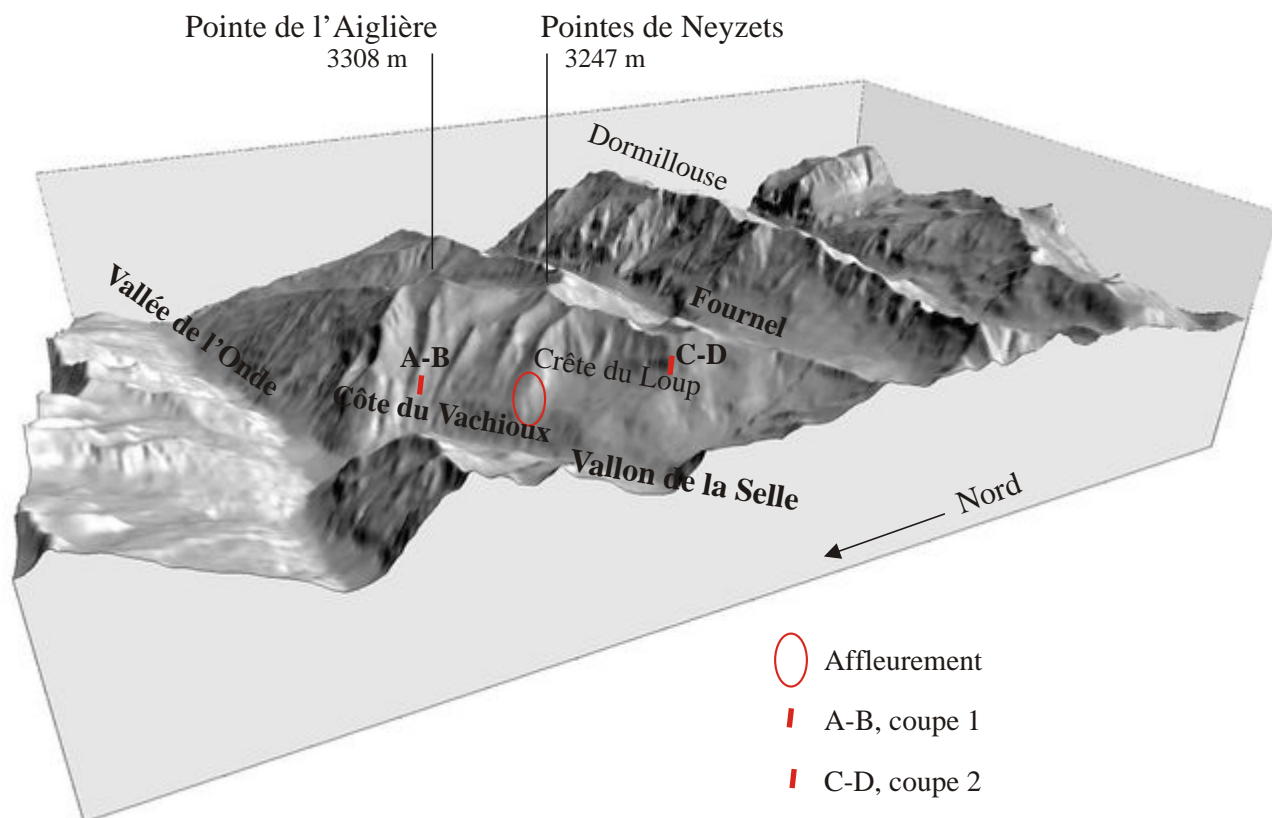 Pointe de l'Aiglière
3308 m
Pointes de Neyzets
3247 m
Dormillouse
Vallée de l'Onde
Fournel
A-B
C-D
Crête du Loup
Côte du Vachioux
Vallon de la Selle
Nord
Affleurement
A-B, coupe 1
C-D, coupe 2